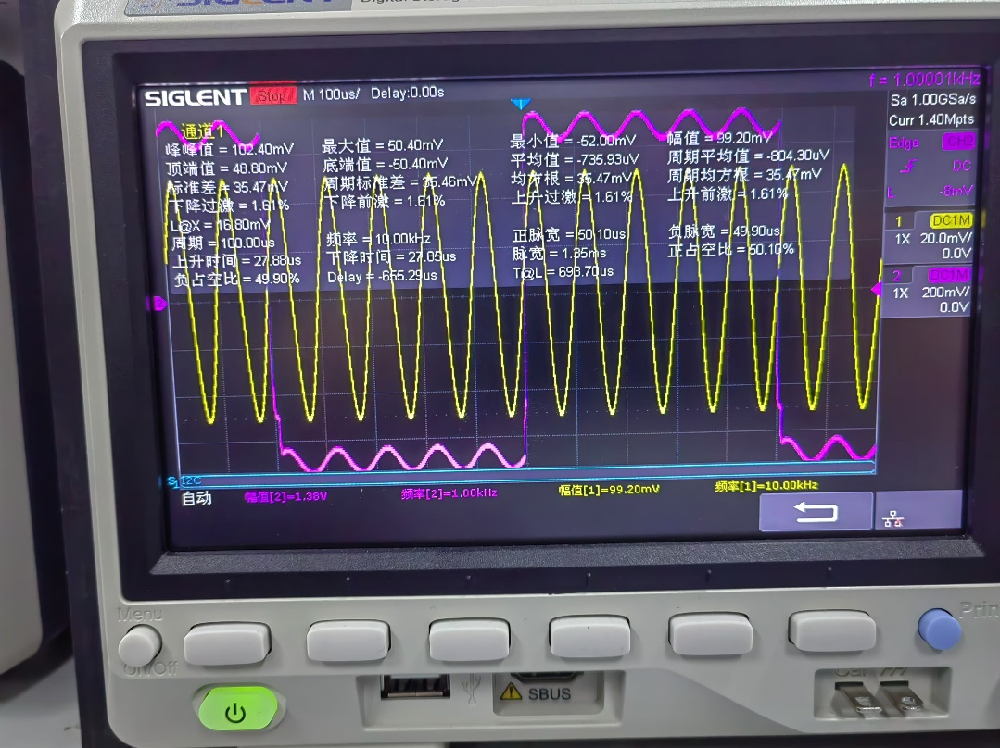 SIGLENT Stop M 100us/ Delay:0.00s
f = 1.00001kHz
Sa 1.00GSa/s
Curr 1.40Mpts
Edge CH2
DC
L -8mV
1 DC1M
1X 20.0mV/
0.0V
2 DC1M
1X 200mV/
0.0V
通道1
峰峰值 = 102.40mV 最大值 = 50.40mV 最小值 = -52.00mV 幅值 = 99.20mV
顶端值 = 48.80mV 底端值 = -50.40mV 平均值 = -735.93uV 周期平均值 = -804.30uV
标准差 = 35.47mV 周期标准差 = 35.46mV 均方根 = 35.47mV 周期均方根 = 35.47mV
下降过激 = 1.61% 下降前激 = 1.61% 上升过激 = 1.61% 上升前激 = 1.61%
L@X = 16.80mV
周期 = 100.00us 频率 = 10.00kHz 正脉宽 = 50.10us 负脉宽 = 49.90us
上升时间 = 27.88us 下降时间 = 27.85us 脉宽 = 1.85ms 正占空比 = 50.10%
负占空比 = 49.90% Delay = -655.29us T@L = 693.70us
2
S1 I2C
自动 幅值[2]=1.38V 频率[2]=1.00kHz 幅值[1]=99.20mV 频率[1]=10.00kHz
Menu
On/Off
Prin
SBUS